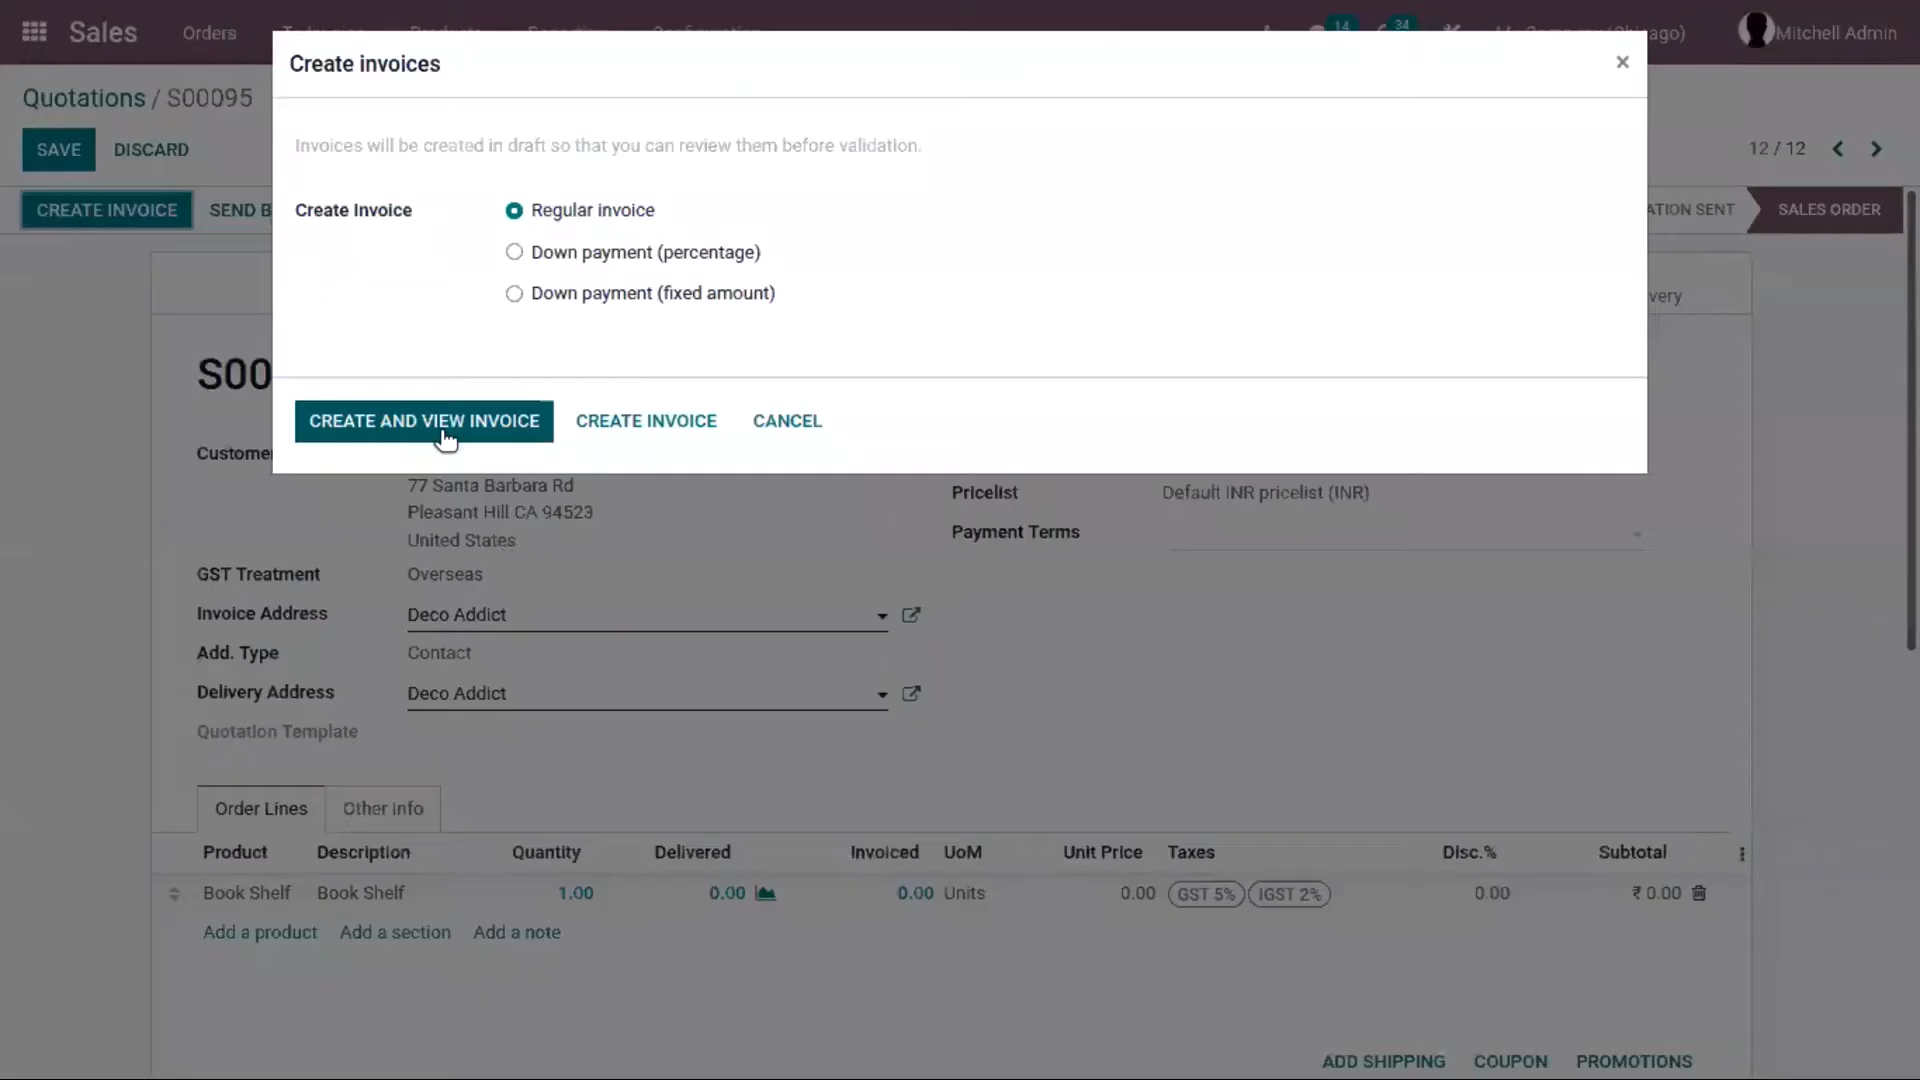 Sales Orders 14 34 Mitchell Admin
Create invoices ×
Quotations / S00095
Invoices will be created in draft so that you can review them before validation.
SAVE DISCARD 12 / 12
CREATE INVOICE SEND B ATION SENT SALES ORDER
Create Invoice Regular invoice
Down payment (percentage)
Down payment (fixed amount)
very
S00
CREATE AND VIEW INVOICE CREATE INVOICE CANCEL
Custome
77 Santa Barbara Rd
Pleasant Hill CA 94523
United States
Pricelist Default INR pricelist (INR)
Payment Terms
GST Treatment Overseas
Invoice Address Deco Addict
Add. Type Contact
Delivery Address Deco Addict
Quotation Template
Order Lines Other Info
Product Description Quantity Delivered Invoiced UoM Unit Price Taxes Disc.% Subtotal
Book Shelf Book Shelf 1.00 0.00 0.00 Units 0.00 GST 5% IGST 2% 0.00 ₹ 0.00
Add a product Add a section Add a note
ADD SHIPPING COUPON PROMOTIONS